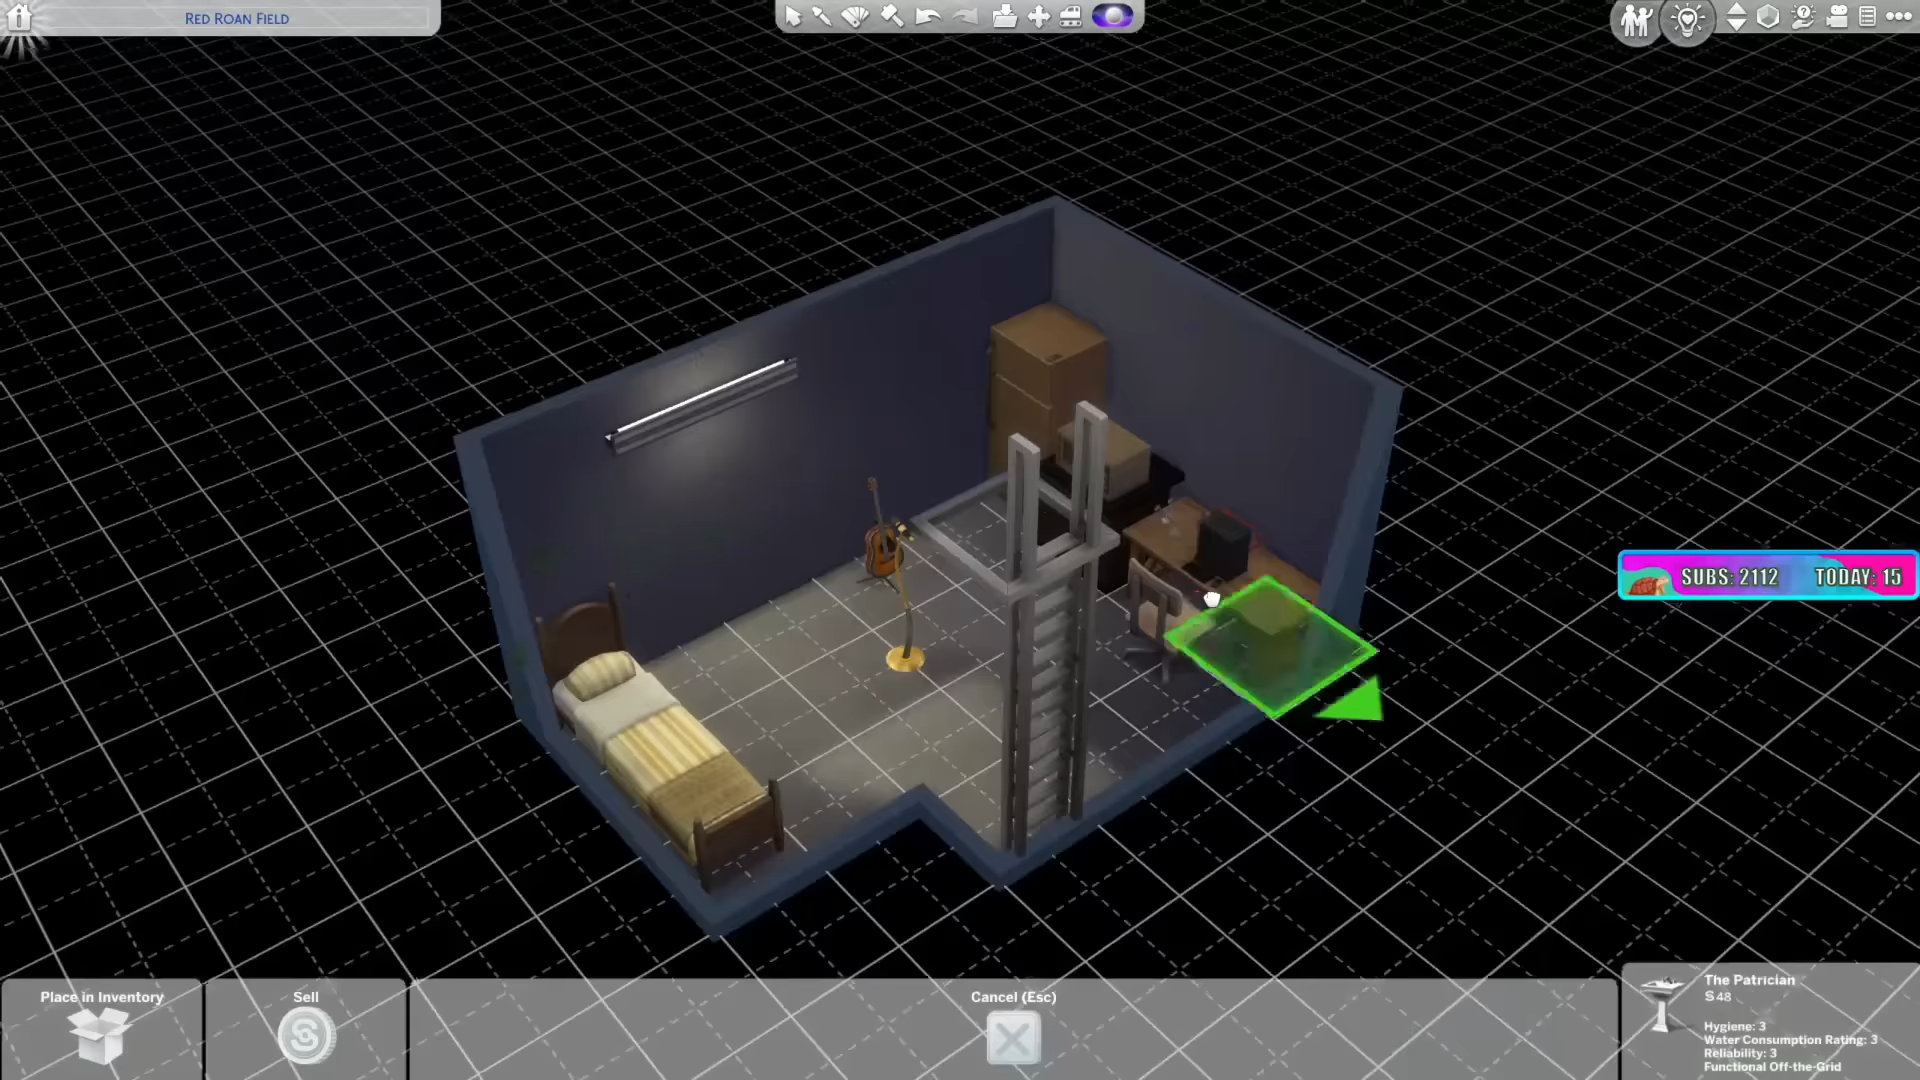 RED ROAN FIELD
SUBS: 2112 TODAY: 15
Place in Inventory
Sell
Cancel (Esc)
The Patrician
§48
Hygiene: 3
Water Consumption Rating: 3
Reliability: 3
Functional Off-the-Grid